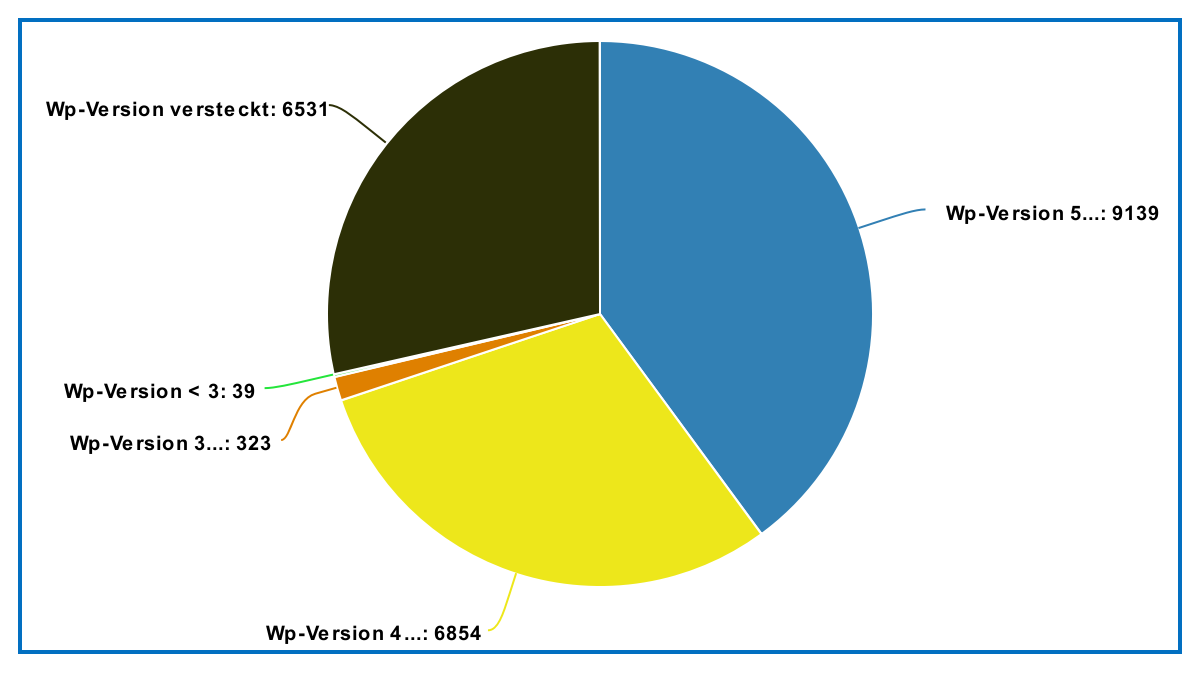 Wp-Version versteckt: 6531
Wp-Version 5...: 9139
Wp-Version < 3: 39
Wp-Version 3...: 323
Wp-Version 4...: 6854